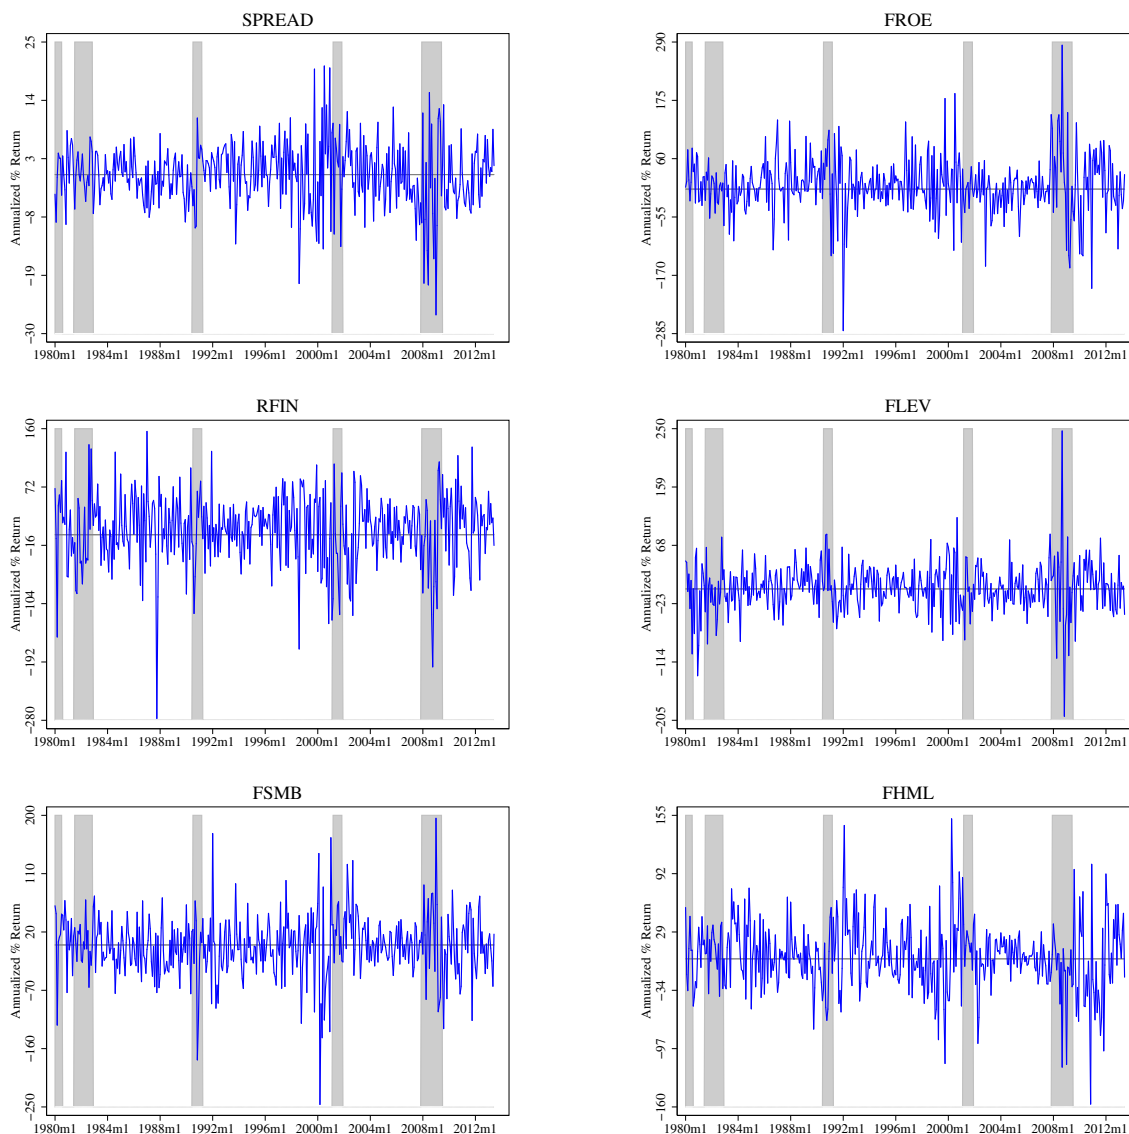 SPREAD
Annualized % Return
25
14
3
−8
−19
−30
1980m1 1984m1 1988m1 1992m1 1996m1 2000m1 2004m1 2008m1 2012m1
FROE
Annualized % Return
290
175
60
−55
−170
−285
1980m1 1984m1 1988m1 1992m1 1996m1 2000m1 2004m1 2008m1 2012m1
RFIN
Annualized % Return
160
72
−16
−104
−192
−280
1980m1 1984m1 1988m1 1992m1 1996m1 2000m1 2004m1 2008m1 2012m1
FLEV
Annualized % Return
250
159
68
−23
−114
−205
1980m1 1984m1 1988m1 1992m1 1996m1 2000m1 2004m1 2008m1 2012m1
FSMB
Annualized % Return
200
110
20
−70
−160
−250
1980m1 1984m1 1988m1 1992m1 1996m1 2000m1 2004m1 2008m1 2012m1
FHML
Annualized % Return
155
92
29
−34
−97
−160
1980m1 1984m1 1988m1 1992m1 1996m1 2000m1 2004m1 2008m1 2012m1